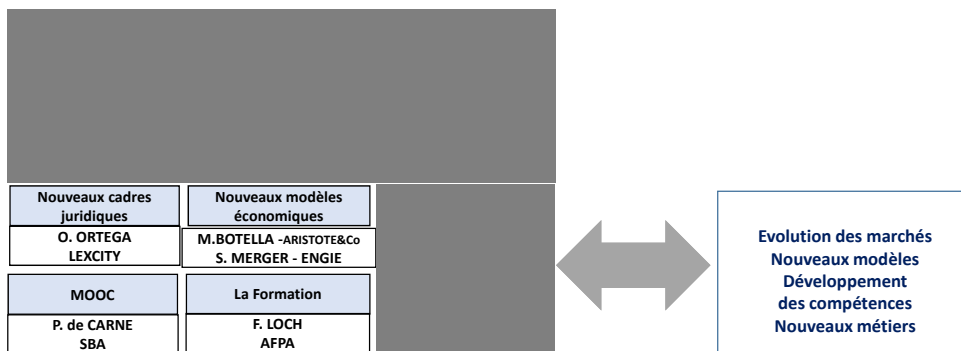 Nouveaux cadres
juridiques
O. ORTEGA
LEXCITY
Nouveaux modèles
économiques
M.BOTELLA -ARISTOTE&Co
S. MERGER - ENGIE
MOOC
P. de CARNE
SBA
La Formation
F. LOCH
AFPA
Evolution des marchés
Nouveaux modèles
Développement
des compétences
Nouveaux métiers